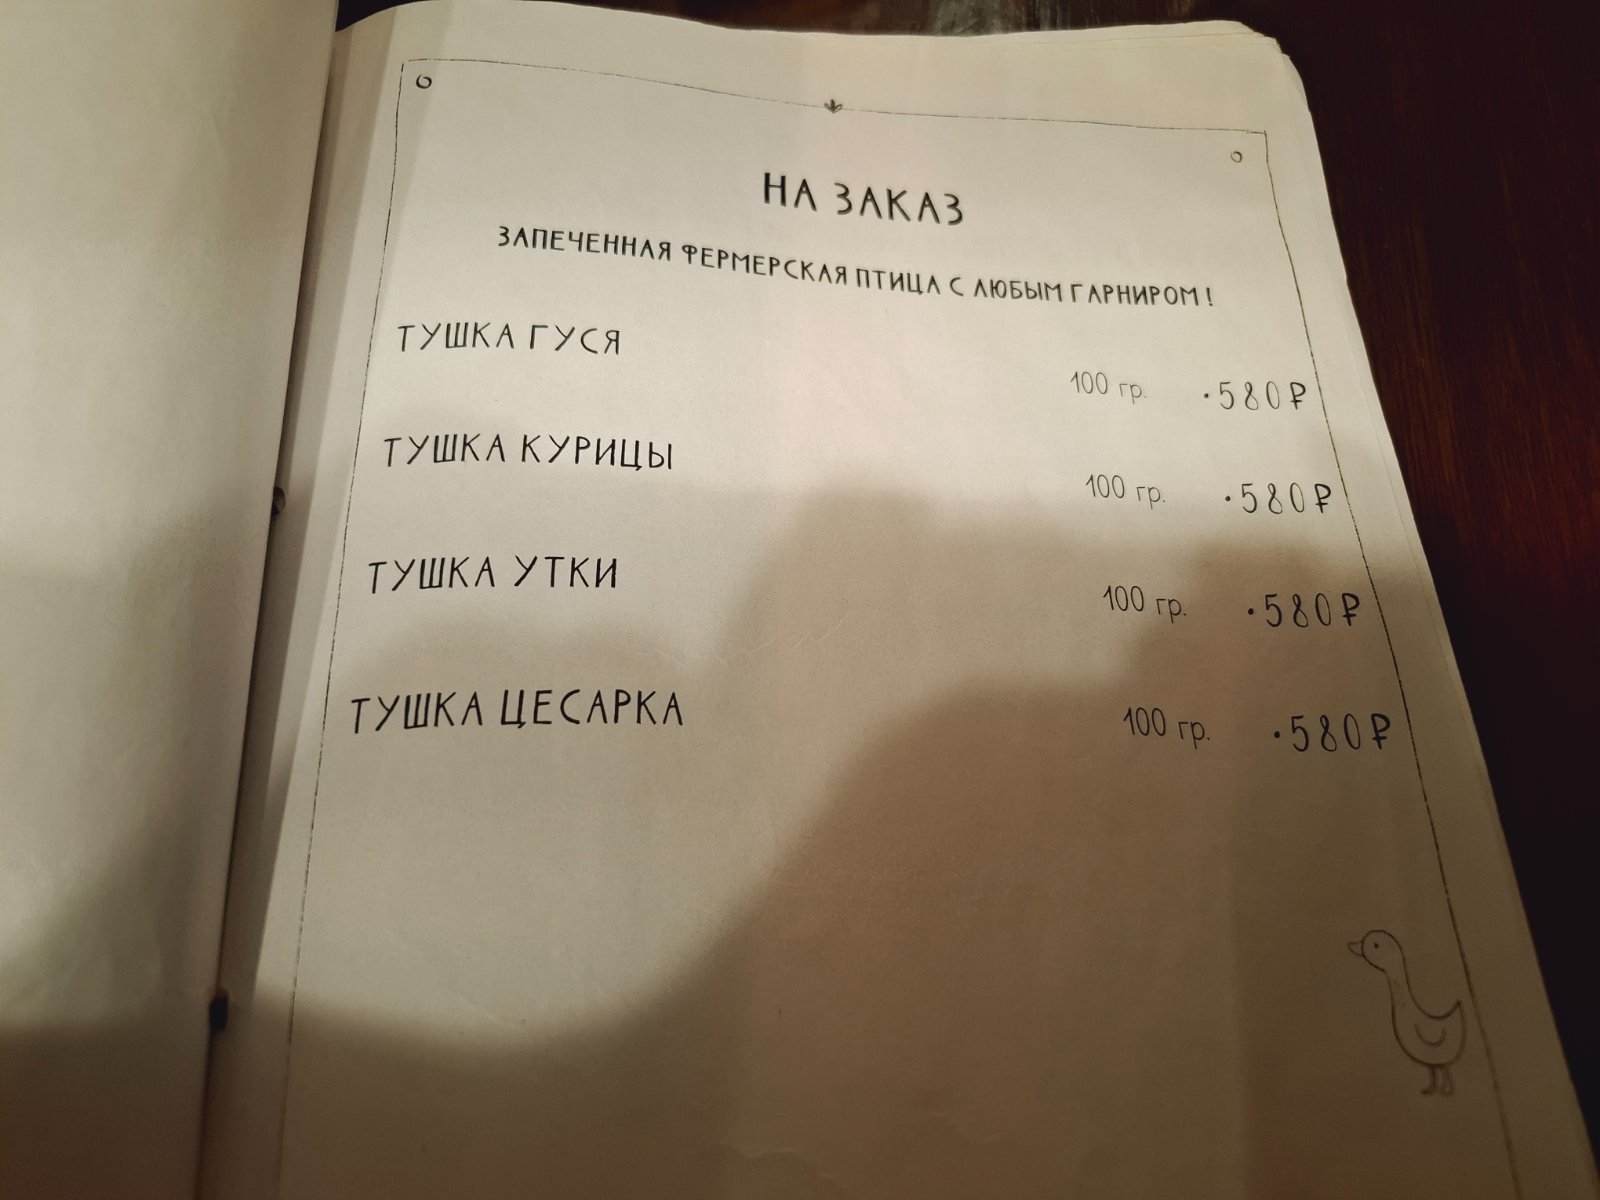 НА ЗАКАЗ
ЗАПЕЧЕННАЯ ФЕРМЕРСКАЯ ПТИЦА С ЛЮБЫМ ГАРНИРОМ!
ТУШКА ГУСЯ 100 гр. ·580₽
ТУШКА КУРИЦЫ 100 гр. ·580₽
ТУШКА УТКИ 100 гр. ·580₽
ТУШКА ЦЕСАРКА 100 гр. ·580₽